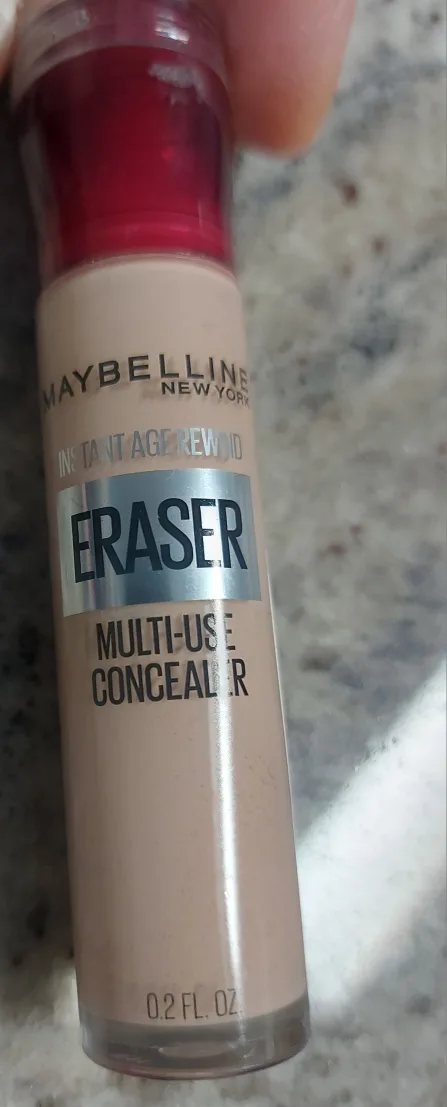 MAYBELLINE
NEW YORK
INSTANT AGE REWIND
ERASER
MULTI-USE
CONCEALER
0.2 FL. OZ.